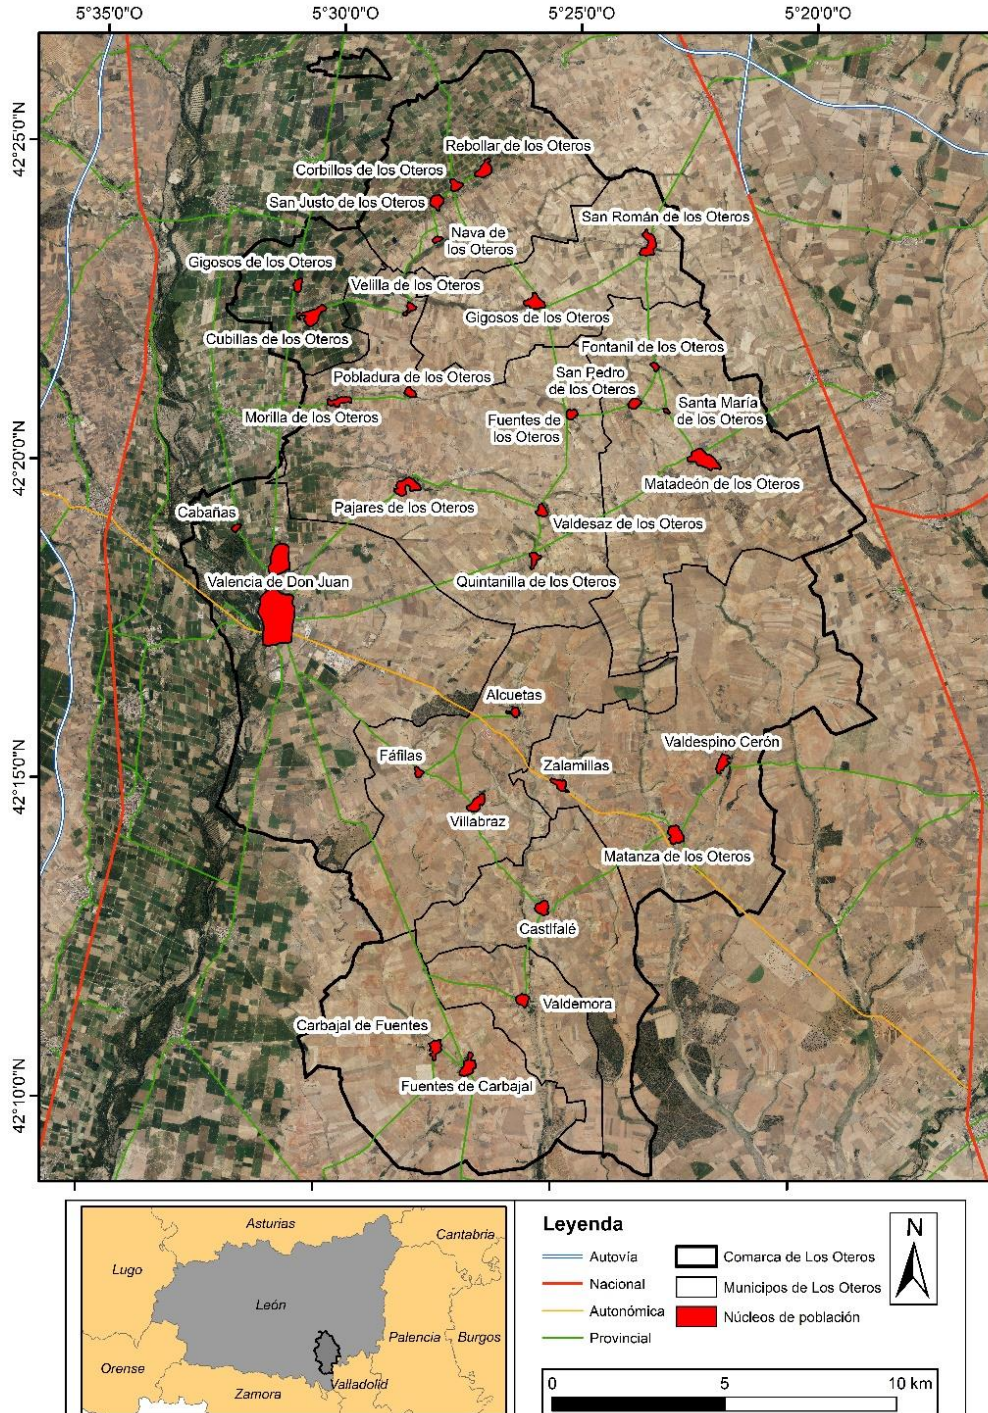 5°35'0"O
5°30'0"O
5°25'0"O
5°20'0"O
42°25'0"N
42°20'0"N
42°15'0"N
42°10'0"N
Rebollar de los Oteros
Corbillos de los Oteros
San Justo de los Oteros
San Román de los Oteros
Nava de
los Oteros
Gigosos de los Oteros
Velilla de los Oteros
Gigosos de los Oteros
Cubillas de los Oteros
Fontanil de los Oteros
San Pedro
de los Oteros
Pobladura de los Oteros
Santa María
de los Oteros
Morilla de los Oteros
Fuentes de
los Oteros
Matadeón de los Oteros
Pajares de los Oteros
Cabañas
Valdesaz de los Oteros
Valencia de Don Juan
Quintanilla de los Oteros
Alcuetas
Valdespino Cerón
Fáfilas
Zalamillas
Villabraz
Matanza de los Oteros
Castifalé
Valdemora
Carbajal de Fuentes
Fuentes de Carbajal
Asturias
Cantabria
Lugo
León
Palencia
Burgos
Orense
Zamora
Valladolid
Leyenda
Autovía
Nacional
Autonómica
Provincial
Comarca de Los Oteros
Municipos de Los Oteros
Núcleos de población
N
0 5 10 km